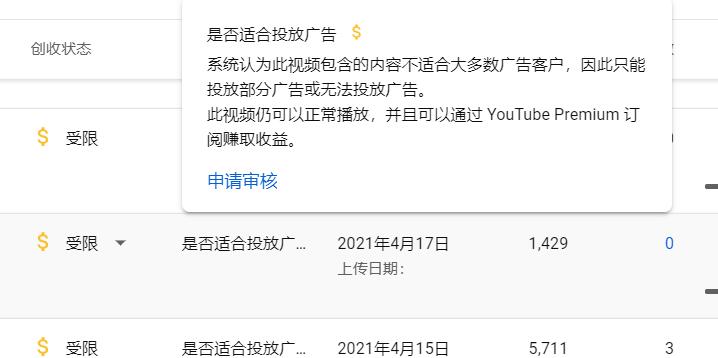 是否适合投放广告 $
创收状态
系统认为此视频包含的内容不适合大多数广告客户，因此只能
投放部分广告或无法投放广告。
此视频仍可以正常播放，并且可以通过 YouTube Premium 订
阅赚取收益。
申请审核
$ 受限
$ 受限 是否适合投放广... 2021年4月17日 1,429 0
上传日期：
$ 受限 是否适合投放广... 2021年4月15日 5,711 3